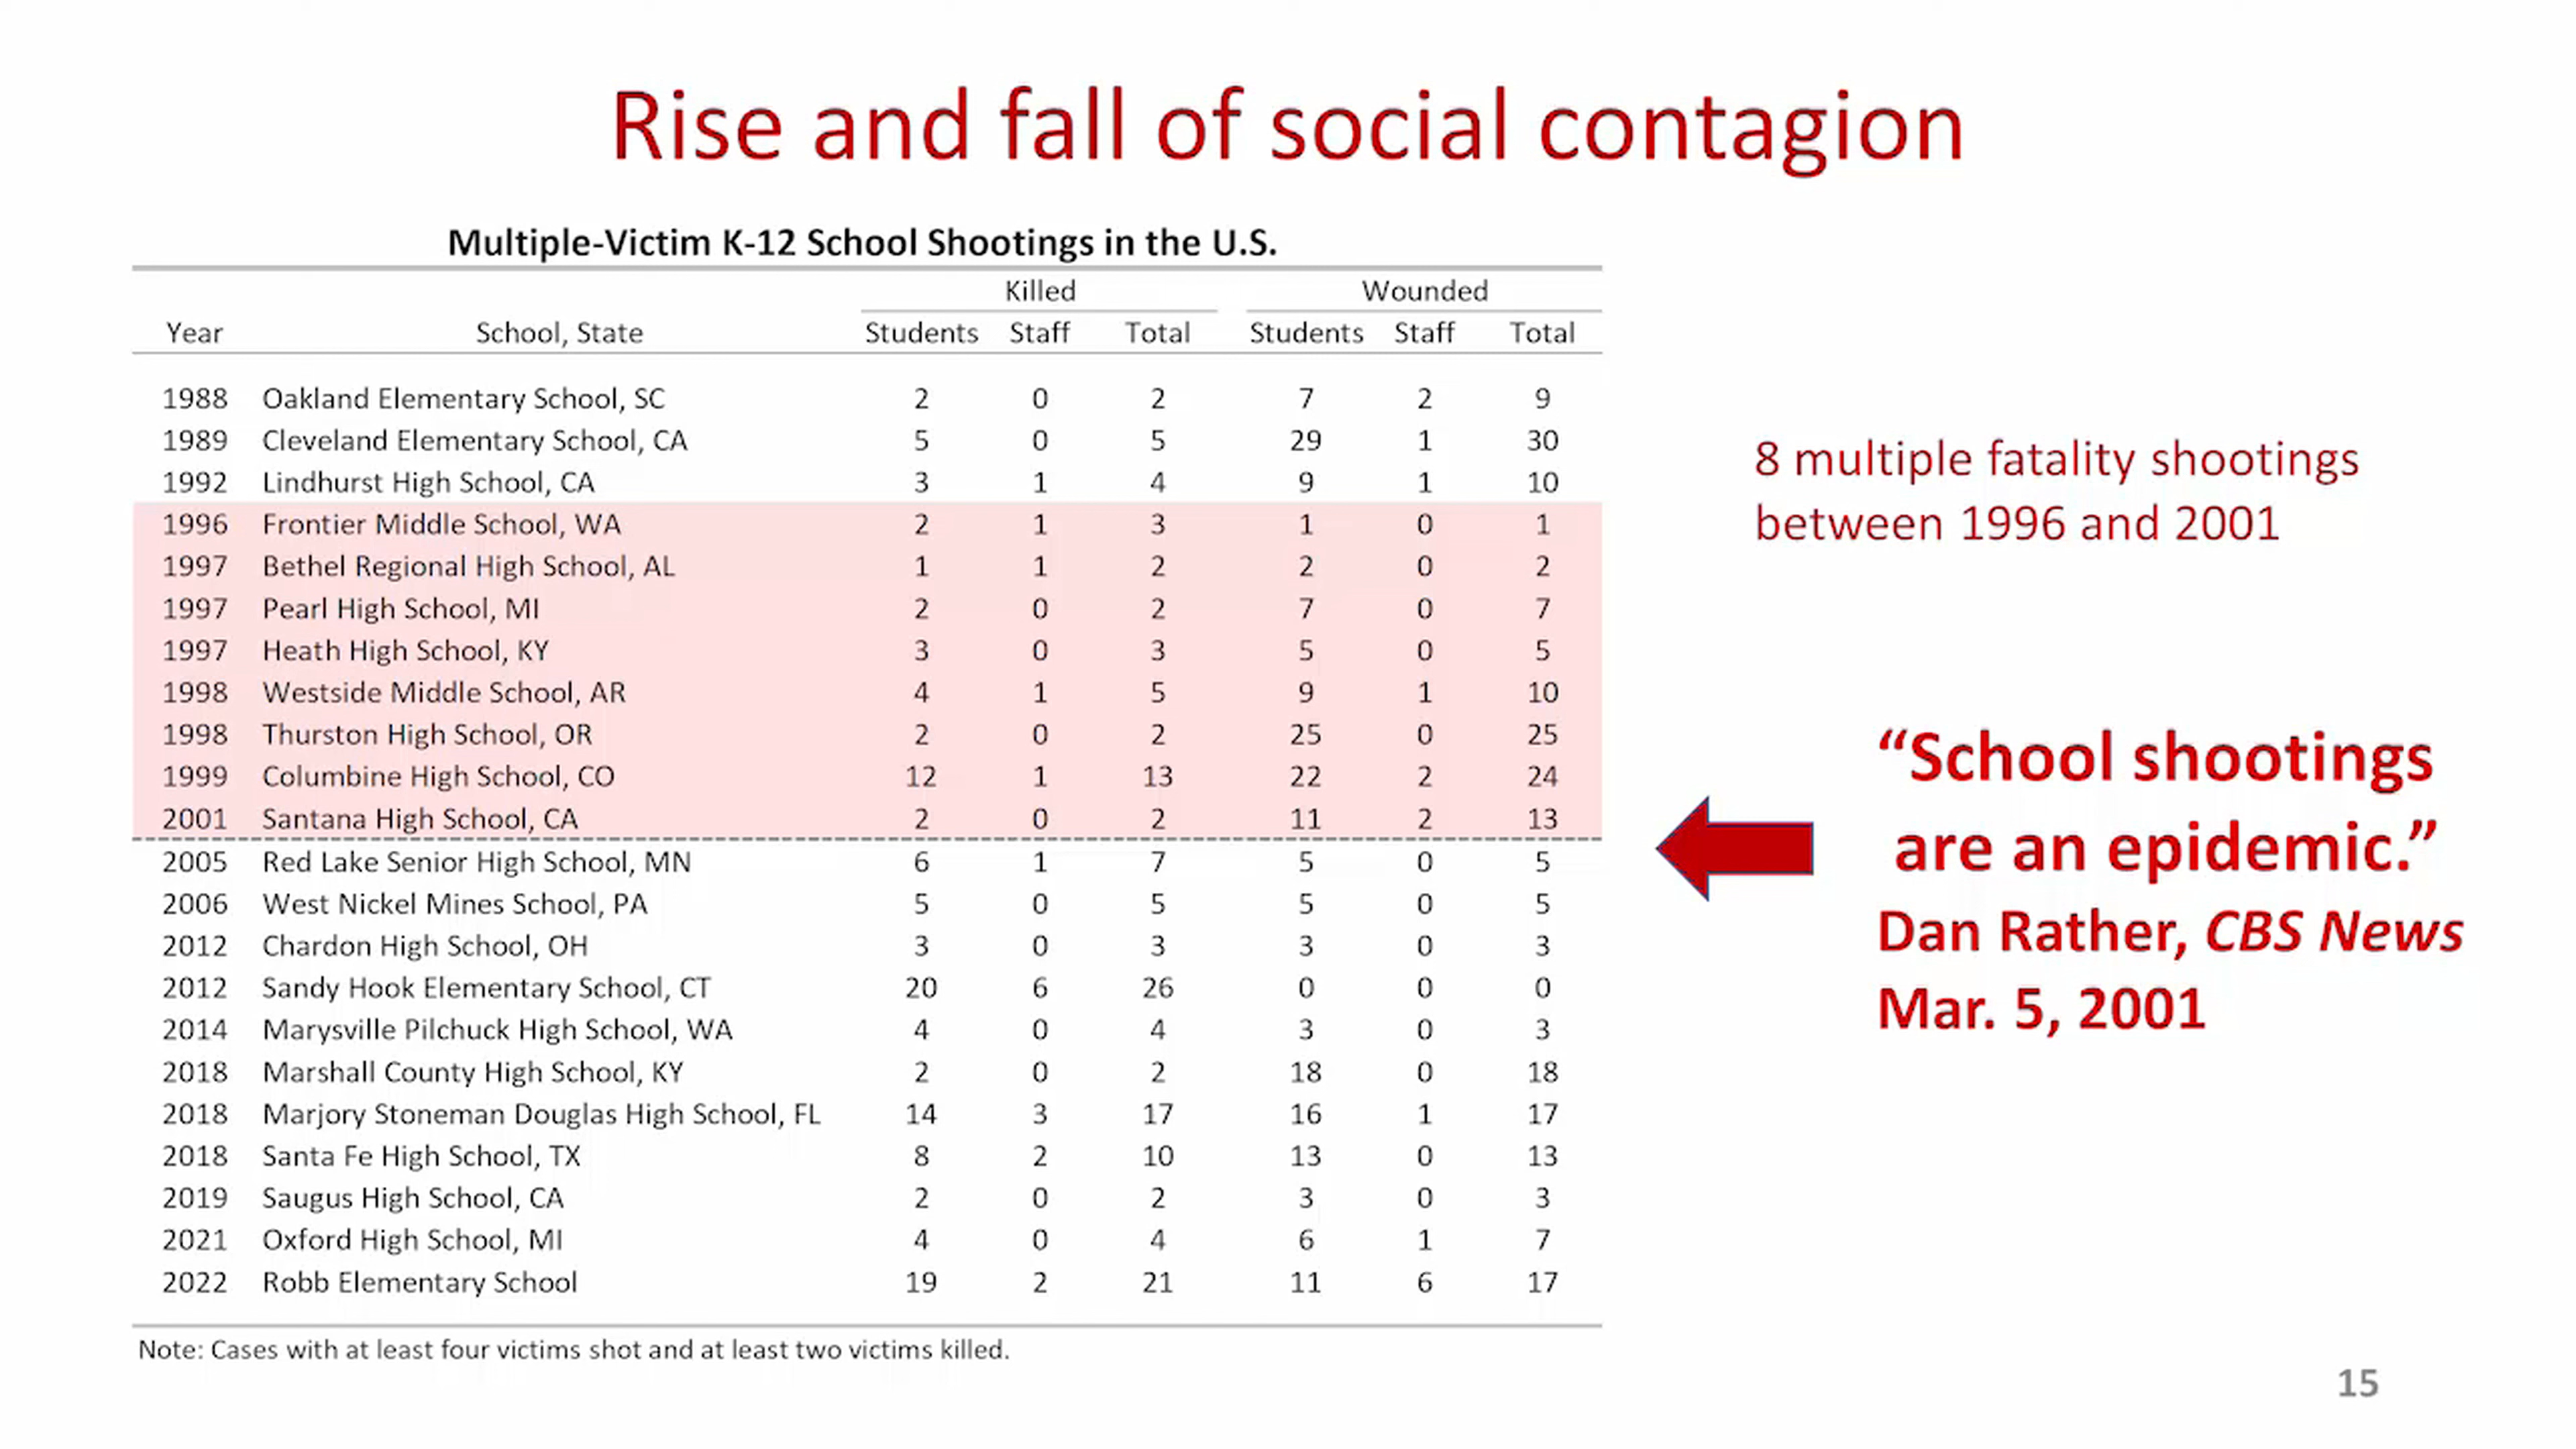 Rise and fall of social contagion
Multiple-Victim K-12 School Shootings in the U.S.
Killed Wounded
Year School, State Students Staff Total Students Staff Total
1988 Oakland Elementary School, SC 2 0 2 7 2 9
1989 Cleveland Elementary School, CA 5 0 5 29 1 30
1992 Lindhurst High School, CA 3 1 4 9 1 10
1996 Frontier Middle School, WA 2 1 3 1 0 1
1997 Bethel Regional High School, AL 1 1 2 2 0 2
1997 Pearl High School, MI 2 0 2 7 0 7
1997 Heath High School, KY 3 0 3 5 0 5
1998 Westside Middle School, AR 4 1 5 9 1 10
1998 Thurston High School, OR 2 0 2 25 0 25
1999 Columbine High School, CO 12 1 13 22 2 24
2001 Santana High School, CA 2 0 2 11 2 13
2005 Red Lake Senior High School, MN 6 1 7 5 0 5
2006 West Nickel Mines School, PA 5 0 5 5 0 5
2012 Chardon High School, OH 3 0 3 3 0 3
2012 Sandy Hook Elementary School, CT 20 6 26 0 0 0
2014 Marysville Pilchuck High School, WA 4 0 4 3 0 3
2018 Marshall County High School, KY 2 0 2 18 0 18
2018 Marjory Stoneman Douglas High School, FL 14 3 17 16 1 17
2018 Santa Fe High School, TX 8 2 10 13 0 13
2019 Saugus High School, CA 2 0 2 3 0 3
2021 Oxford High School, MI 4 0 4 6 1 7
2022 Robb Elementary School 19 2 21 11 6 17
Note: Cases with at least four victims shot and at least two victims killed.
8 multiple fatality shootings
between 1996 and 2001
“School shootings
are an epidemic.”
Dan Rather, CBS News
Mar. 5, 2001
15